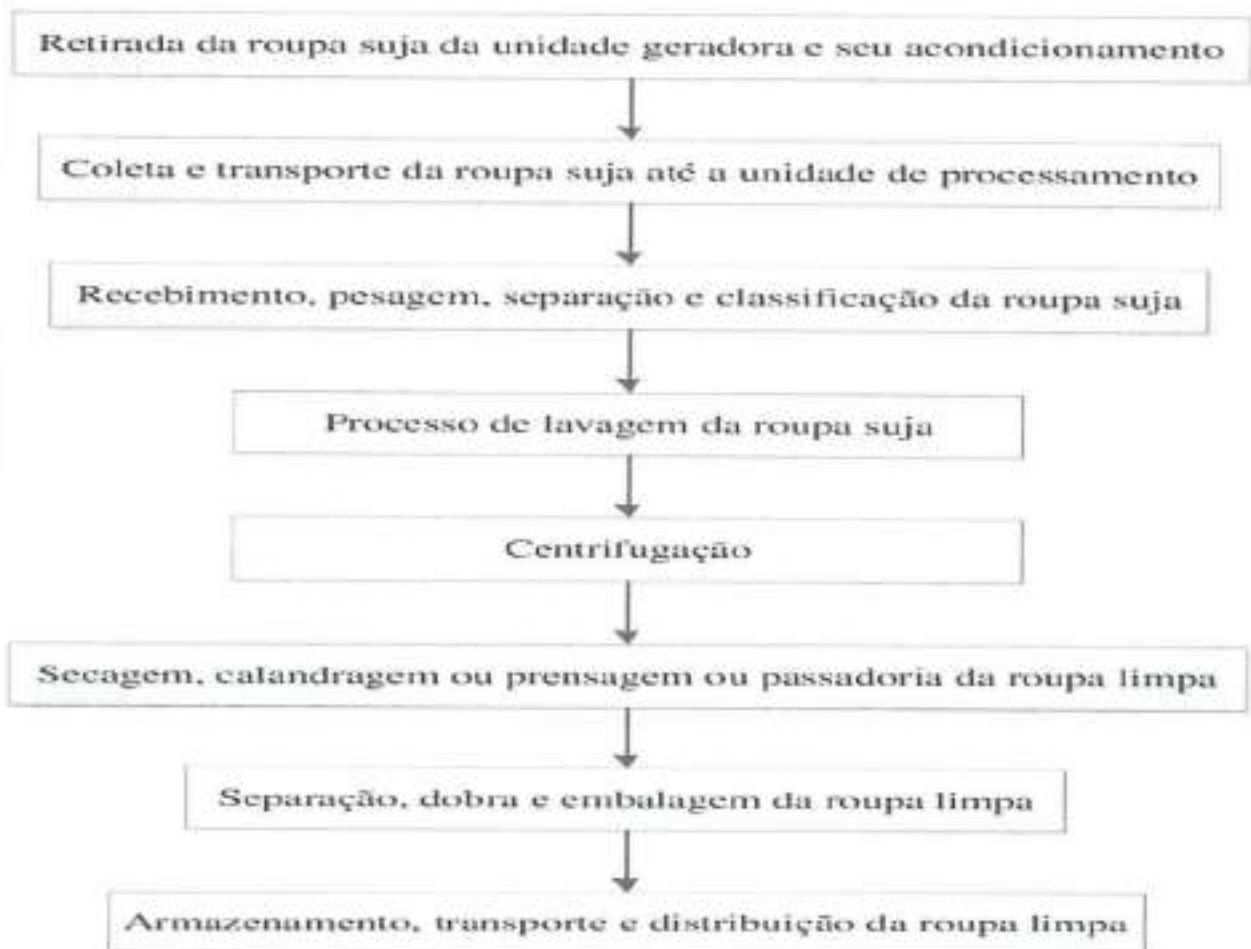 Retirada da roupa suja da unidade geradora e seu acondicionamento
Coleta e transporte da roupa suja até a unidade de processamento
Recebimento, pesagem, separação e classificação da roupa suja
Processo de lavagem da roupa suja
Centrifugação
Secagem, calandragem ou prensagem ou passadoria da roupa limpa
Separação, dobra e embalagem da roupa limpa
Armazenamento, transporte e distribuição da roupa limpa